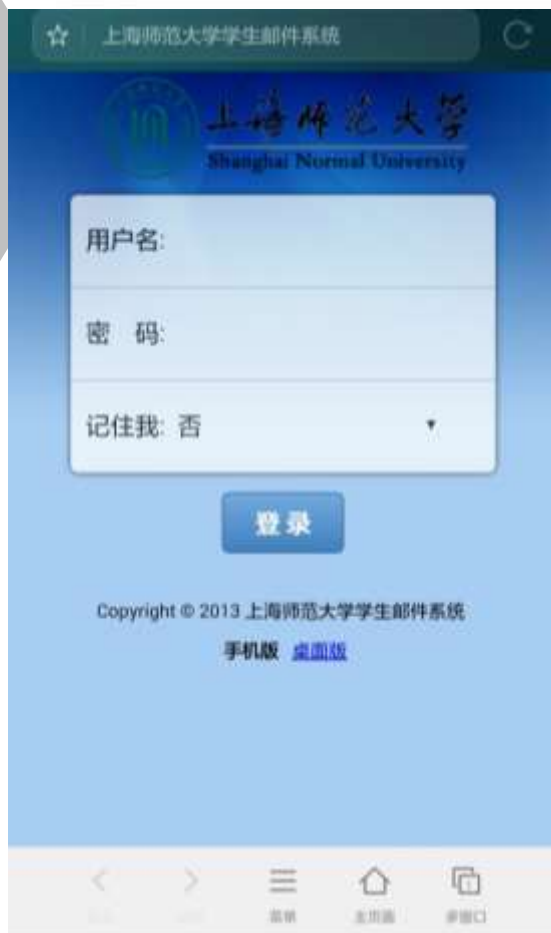 上海师范大学学生邮件系统
上海师范大学
Shanghai Normal University
用户名:
密 码:
记住我: 否
登录
Copyright © 2013 上海师范大学学生邮件系统
手机版 桌面版
菜单 主页面 多窗口